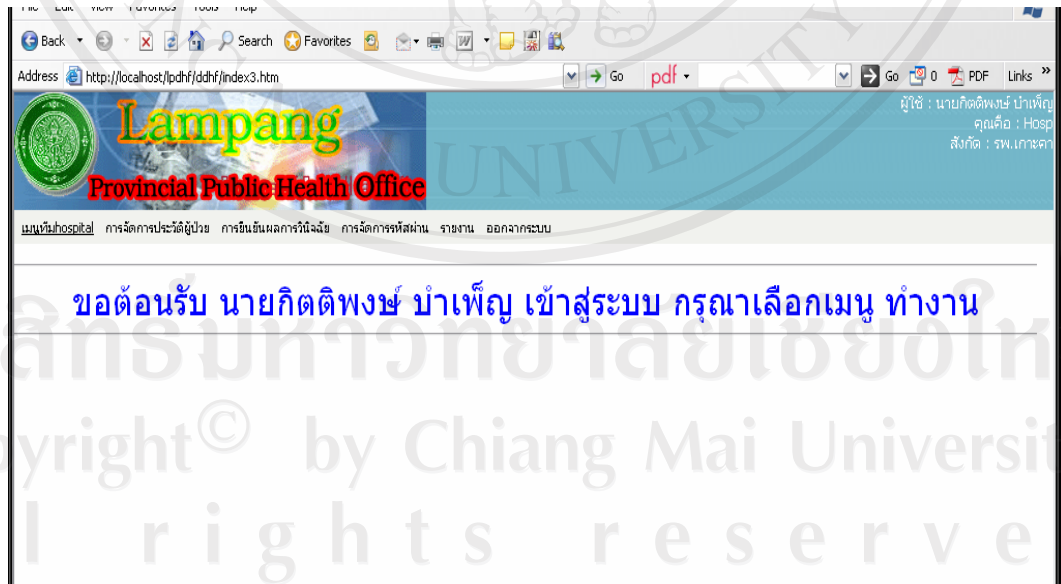 File Edit View Favorites Tools Help
Back Search Favorites
Address http://localhost/lpdhf/ddhf/index3.htm Go pdf Go 0 PDF Links »
Lampang
Provincial Public Health Office
ผู้ใช้ : นายกิตติพงษ์ บำเพ็ญ
คุณคือ : Hosp
สังกัด : รพ.เกาะคา
เมนูทีมhospital การจัดการประวัติผู้ป่วย การยืนยันผลการวินิจฉัย การจัดการรหัสผ่าน รายงาน ออกจากระบบ
ขอต้อนรับ นายกิตติพงษ์ บำเพ็ญ เข้าสู่ระบบ กรุณาเลือกเมนู ทำงาน
UNIVERSITY
ลิขสิทธิ์มหาวิทยาลัยเชียงให
pyright© by Chiang Mai Universit
l rights reserve